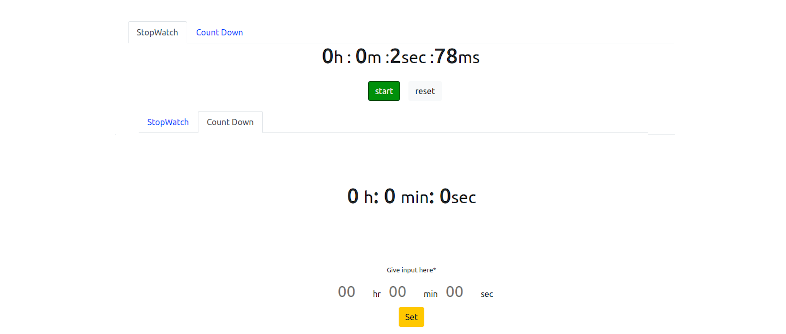 StopWatch Count Down
0h : 0m :2sec :78ms
start reset
StopWatch Count Down
0 h: 0 min: 0sec
Give input here*
00 hr 00 min 00 sec
Set